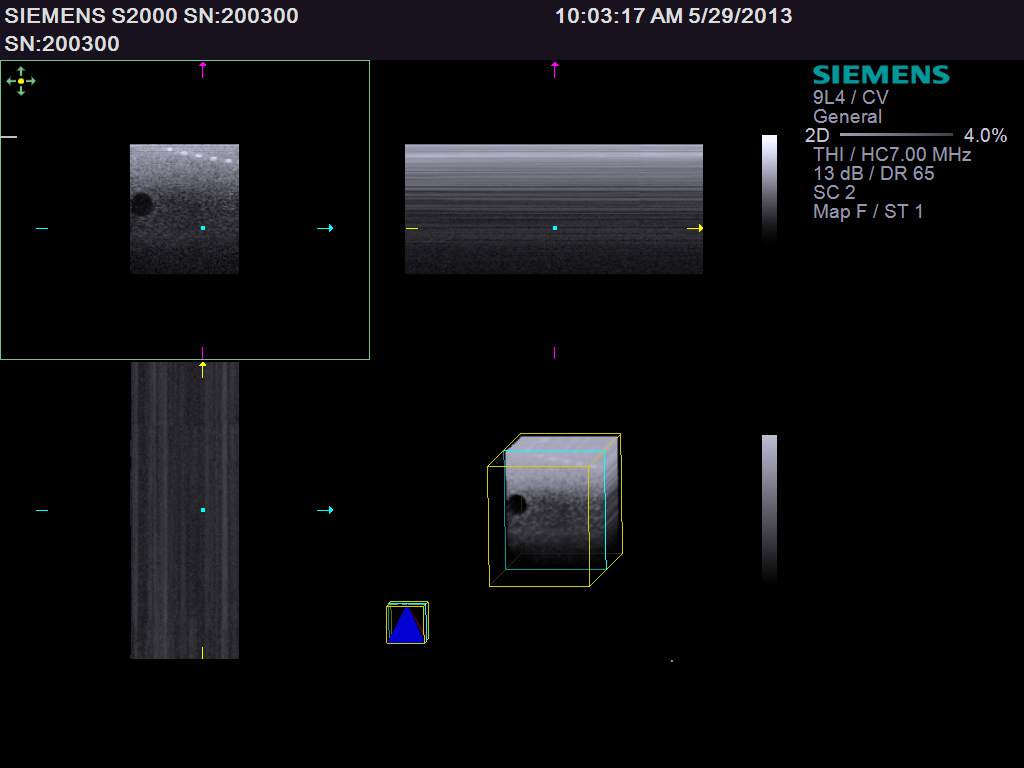 SIEMENS S2000 SN:200300
10:03:17 AM 5/29/2013
SN:200300
SIEMENS
9L4 / CV
General
2D 4.0%
THI / HC7.00 MHz
13 dB / DR 65
SC 2
Map F / ST 1